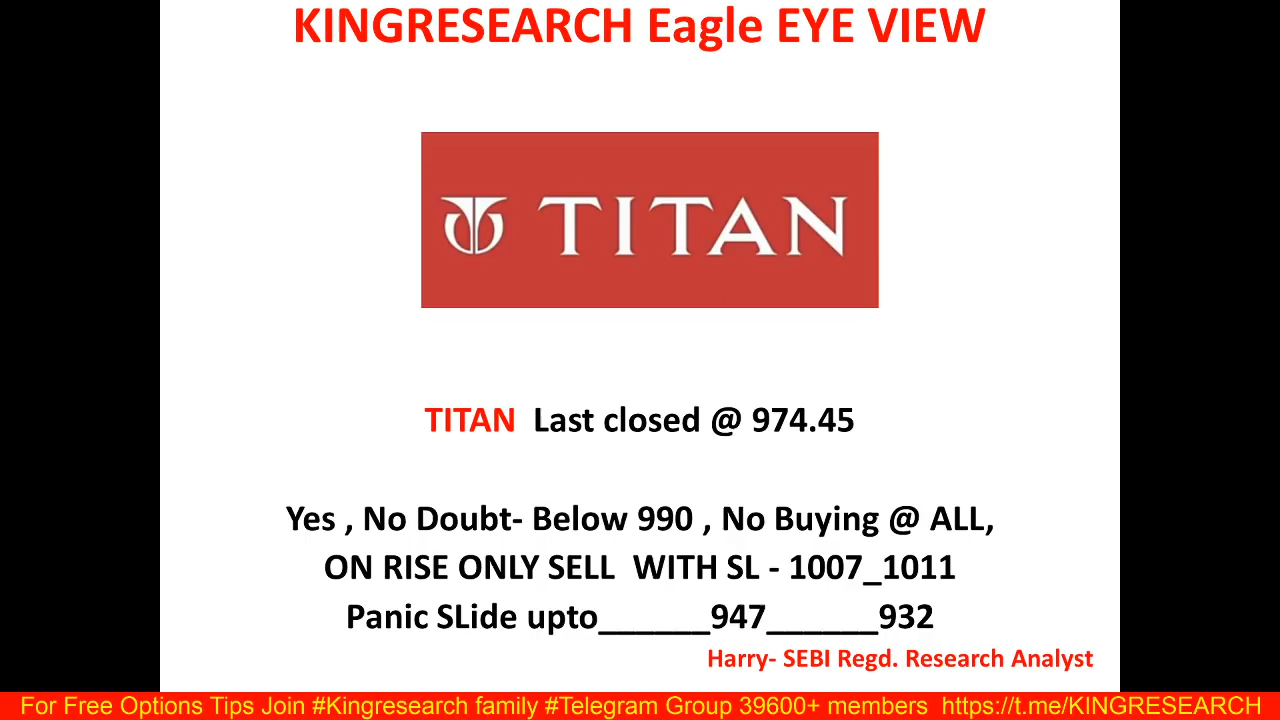 KINGRESEARCH Eagle EYE VIEW
TITAN
TITAN Last closed @ 974.45
Yes , No Doubt- Below 990 , No Buying @ ALL,
ON RISE ONLY SELL WITH SL - 1007_1011
Panic SLide upto______947______932
Harry- SEBI Regd. Research Analyst
For Free Options Tips Join #Kingresearch family #Telegram Group 39600+ members https://t.me/KINGRESEARCH